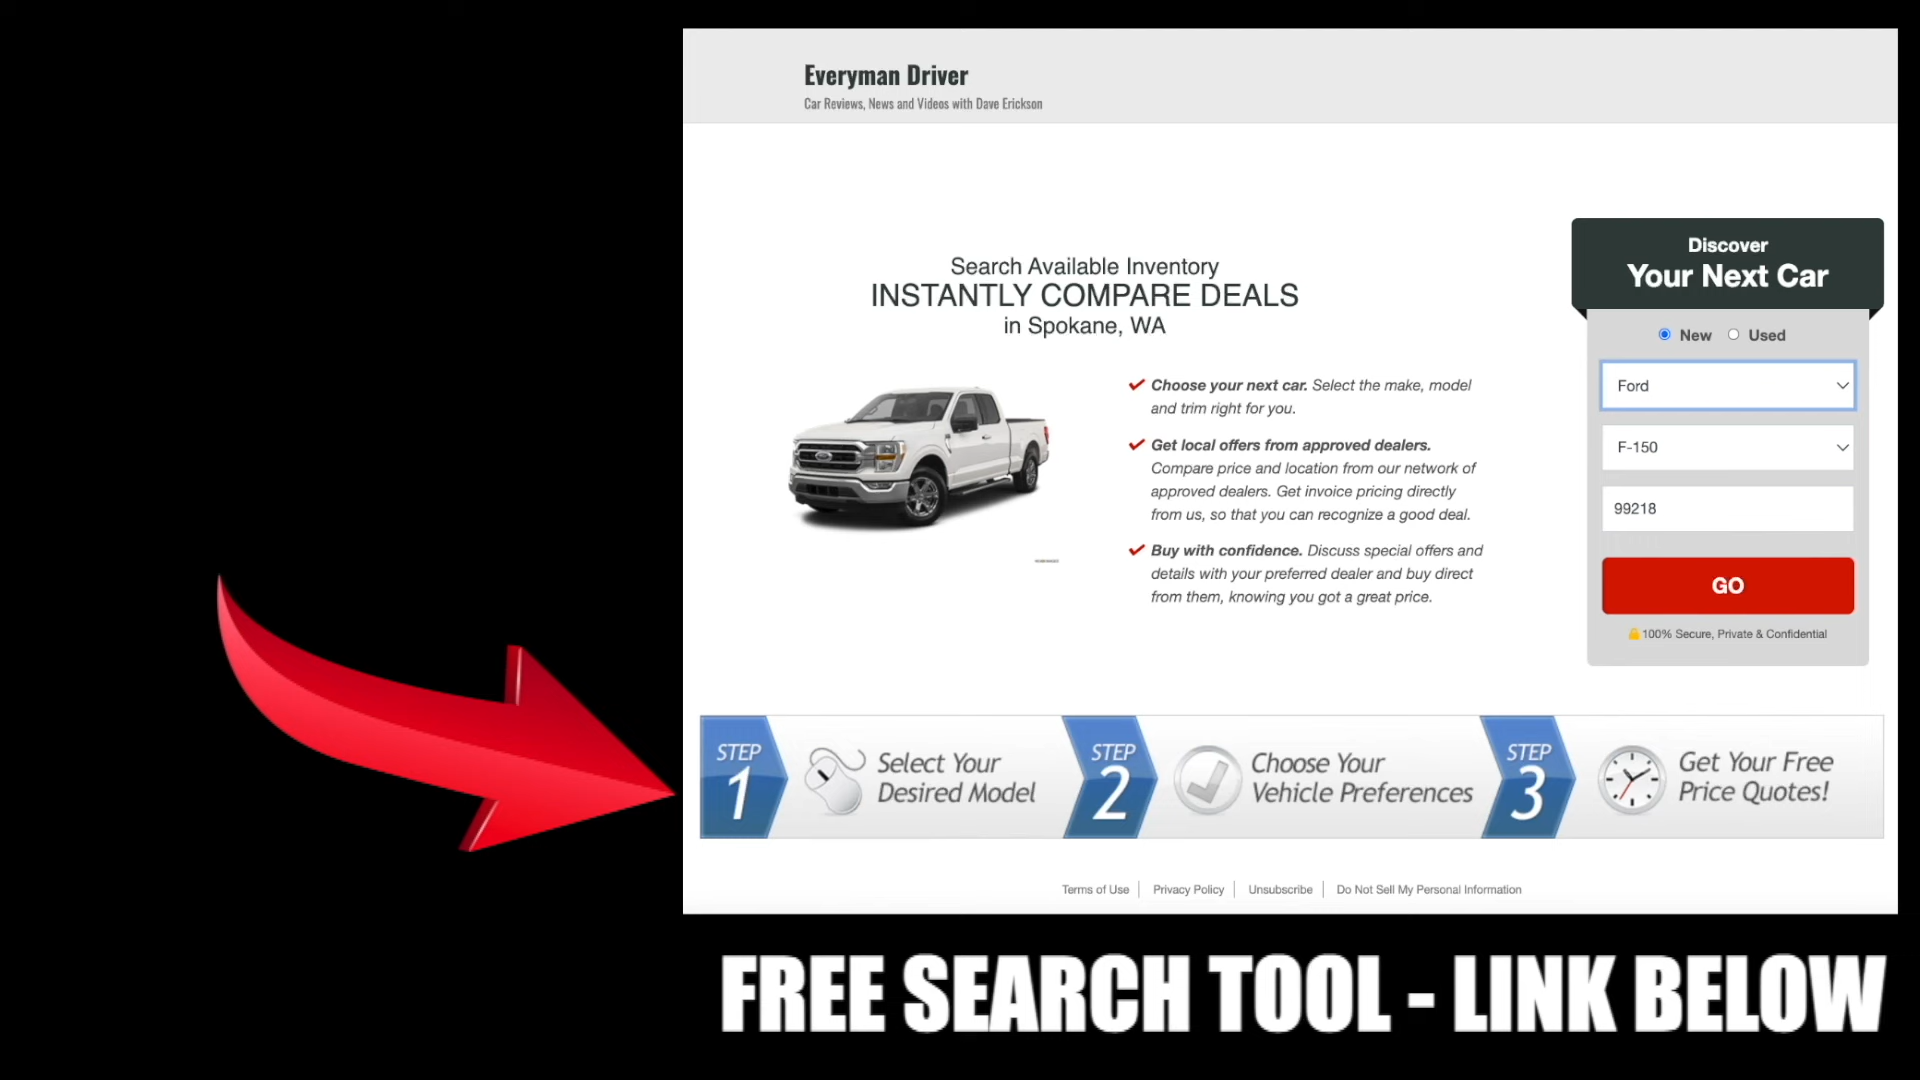 Everyman Driver
Car Reviews, News and Videos with Dave Erickson
Search Available Inventory
INSTANTLY COMPARE DEALS
in Spokane, WA
Choose your next car. Select the make, model
and trim right for you.
Get local offers from approved dealers.
Compare price and location from our network of
approved dealers. Get invoice pricing directly
from us, so that you can recognize a good deal.
Buy with confidence. Discuss special offers and
details with your preferred dealer and buy direct
from them, knowing you got a great price.
Discover
Your Next Car
New Used
Ford
F-150
99218
GO
100% Secure, Private & Confidential
STEP
1
Select Your
Desired Model
STEP
2
Choose Your
Vehicle Preferences
STEP
3
Get Your Free
Price Quotes!
Terms of Use
Privacy Policy
Unsubscribe
Do Not Sell My Personal Information
FREE SEARCH TOOL - LINK BELOW